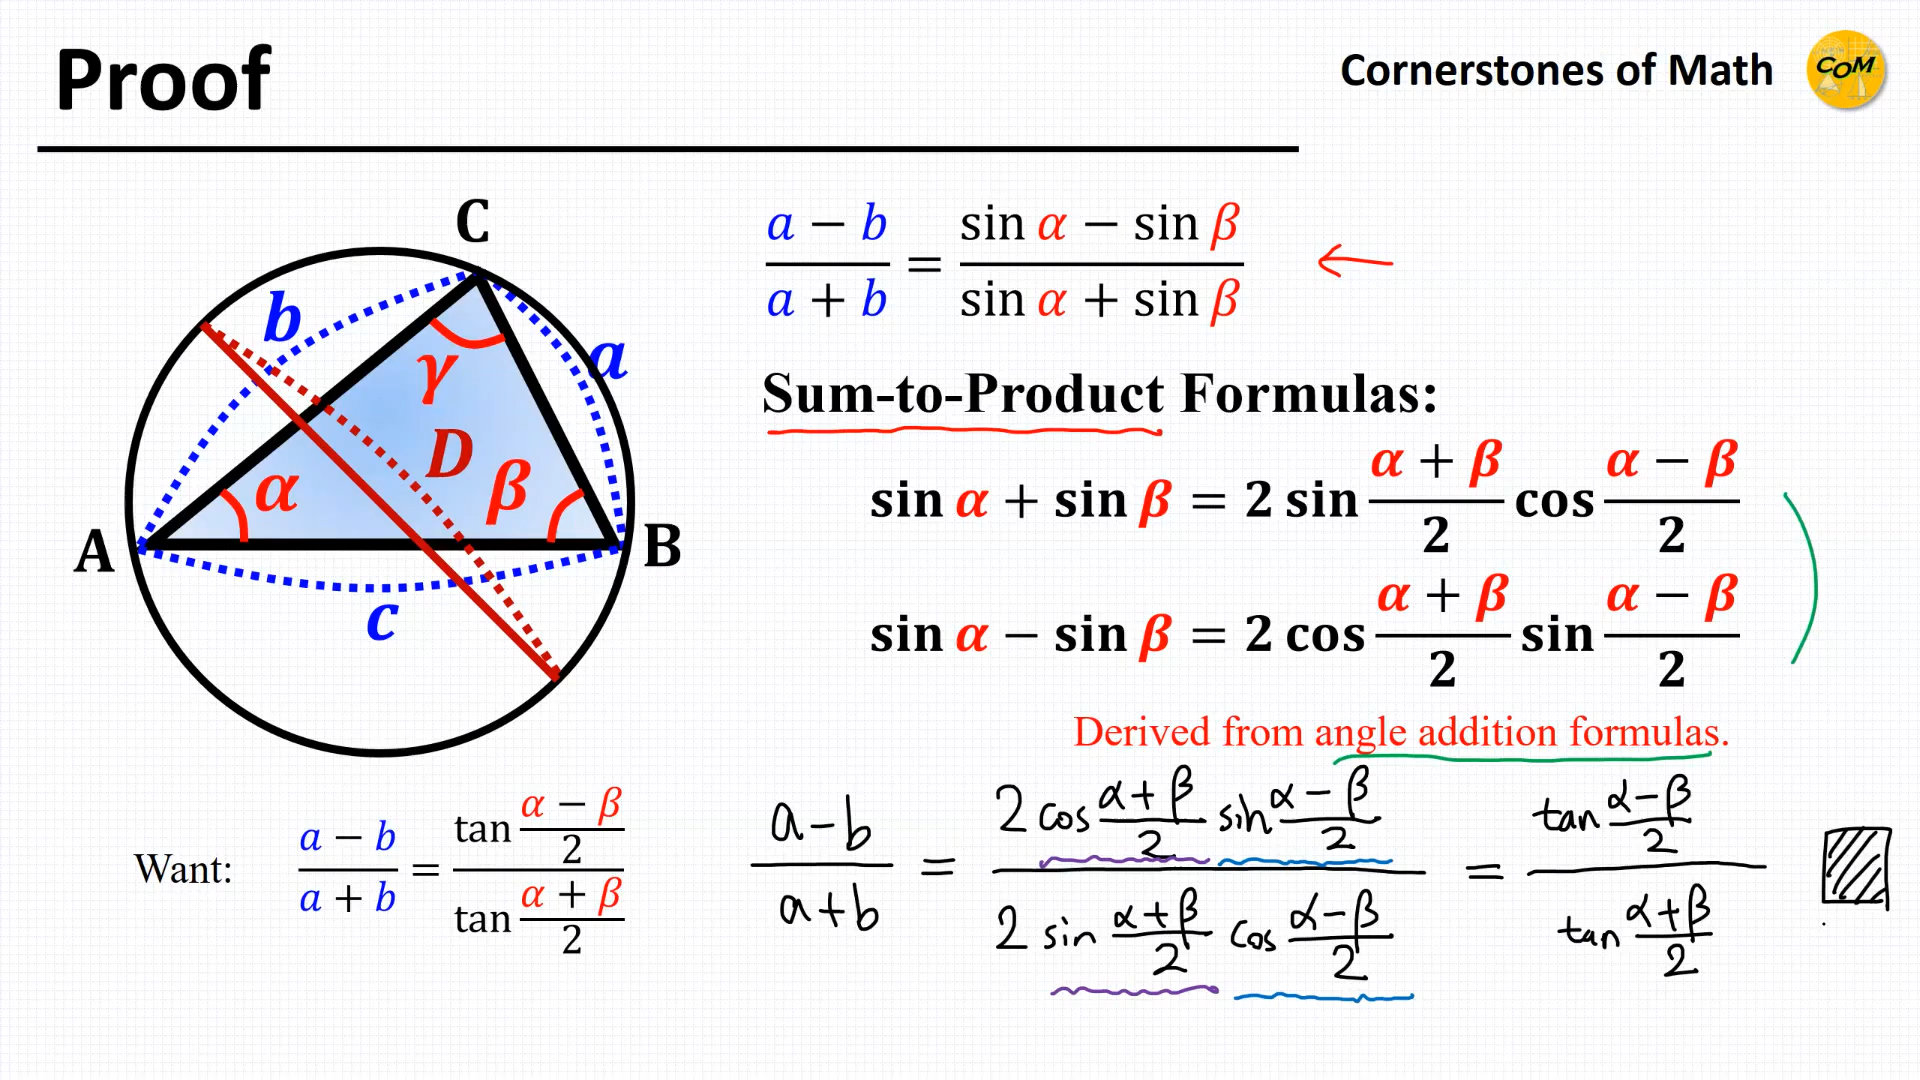 Proof
Cornerstones of Math
COM
C
b
a
γ
D
α
β
A
B
c
a − b / a + b = sin α − sin β / sin α + sin β
Sum-to-Product Formulas:
sin α + sin β = 2 sin α + β / 2 cos α − β / 2
sin α − sin β = 2 cos α + β / 2 sin α − β / 2
Derived from angle addition formulas.
Want: a − b / a + b = tan α − β / 2 / tan α + β / 2
a − b / a + b = 2 cos α + β / 2 sin α − β / 2 / 2 sin α + β / 2 cos α − β / 2 = tan α − β / 2 / tan α + β / 2